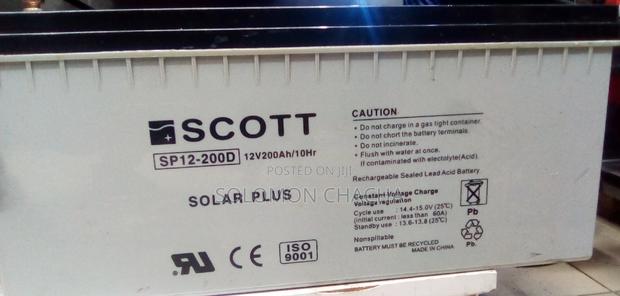 SCOTT
SP12-200D 12V200Ah/10Hr
SOLAR PLUS
ISO
9001
CAUTION
• Do not charge in a gas tight container.
• Do not chort the battery terminals.
• Do not incinerate.
• Flush with water at once.
If contaminated with electolyte(Acid).
Rechargeable Sealed Lead Acid Battery
Constant Voltage Charge
Voltage regulation
Cycle use : 14.4-15.0V (25℃)
(initial current : less than 60A)
Standby use : 13.6-13.8 (25℃)
Pb
Nonspillable
BATTERY MUST BE RECYCLED
MADE IN CHINA
Pb.
POSTED ON JIJI
SOLOMON CHACHU